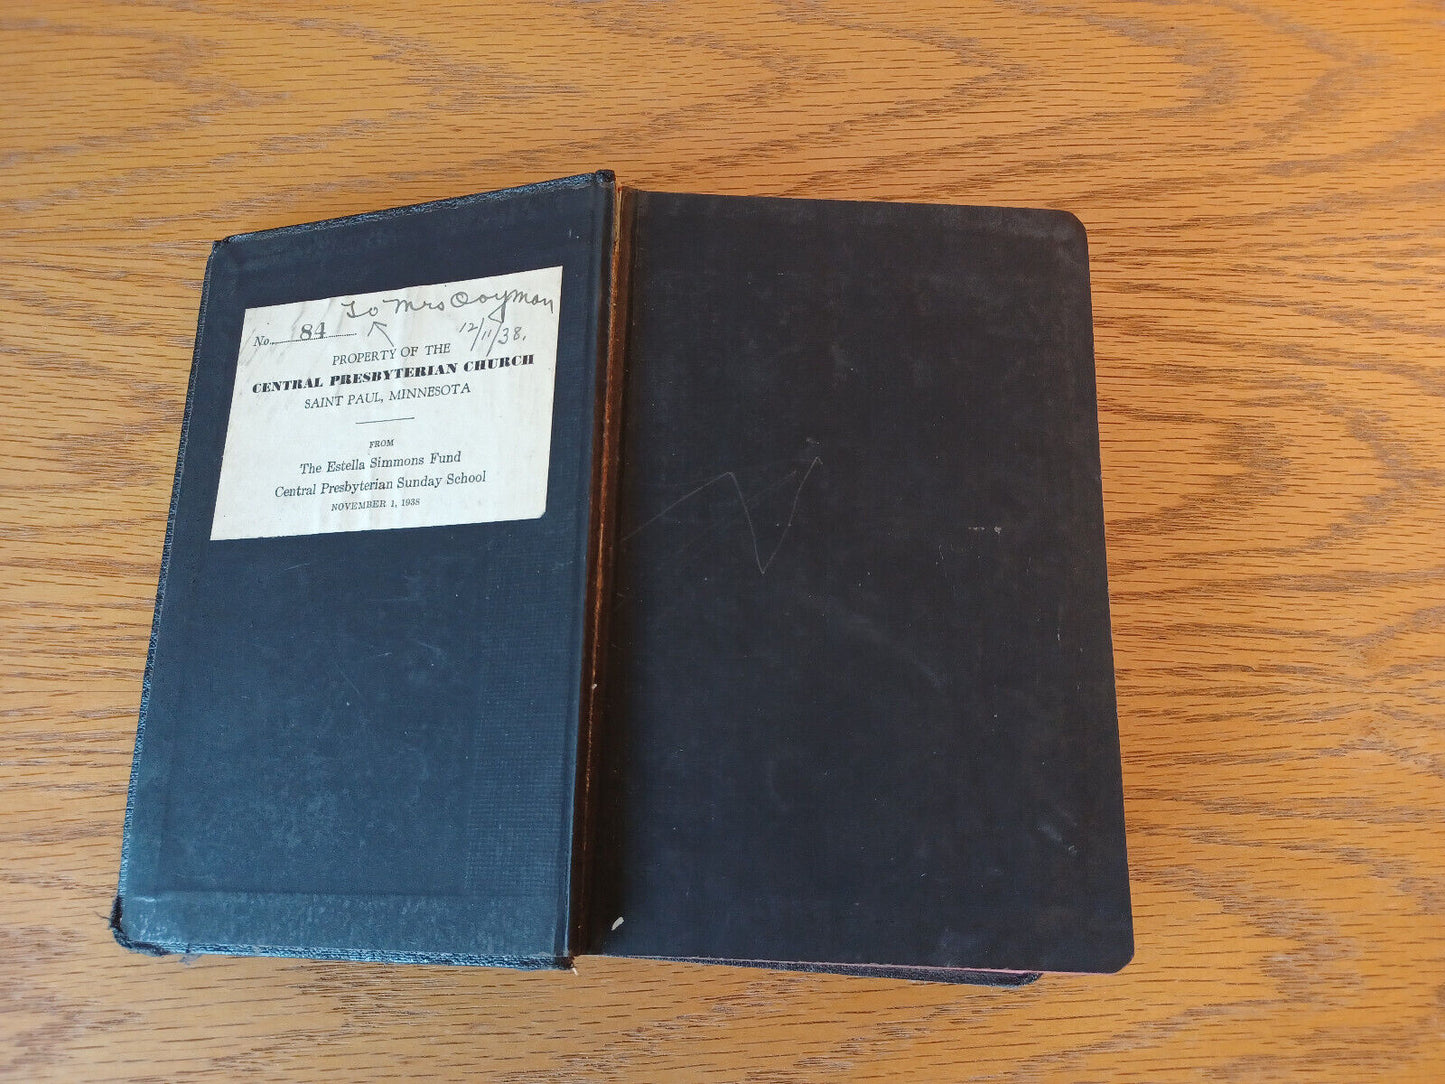 To Mrs Doyman
No. 84
12/11/38.
PROPERTY OF THE
CENTRAL PRESBYTERIAN CHURCH
SAINT PAUL, MINNESOTA
FROM
The Estella Simmons Fund
Central Presbyterian Sunday School
NOVEMBER 1, 1938